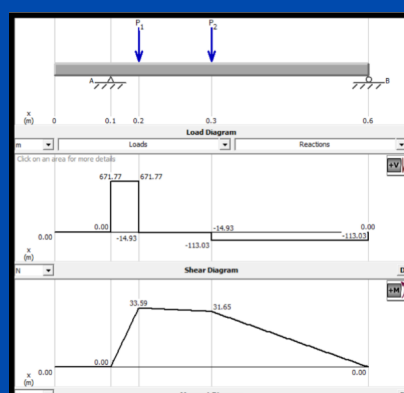 P1 P2
A B
x
(m) 0 0.1 0.2 0.3 0.6
Load Diagram
m Loads Reactions
Click on an area for more details
+V
671.77 671.77
0.00 0.00 -14.93 -14.93 0.00
-113.03 -113.03
x
(m)
N Shear Diagram D
+M
33.59 31.65
0.00 0.00 0.00
x
(m)